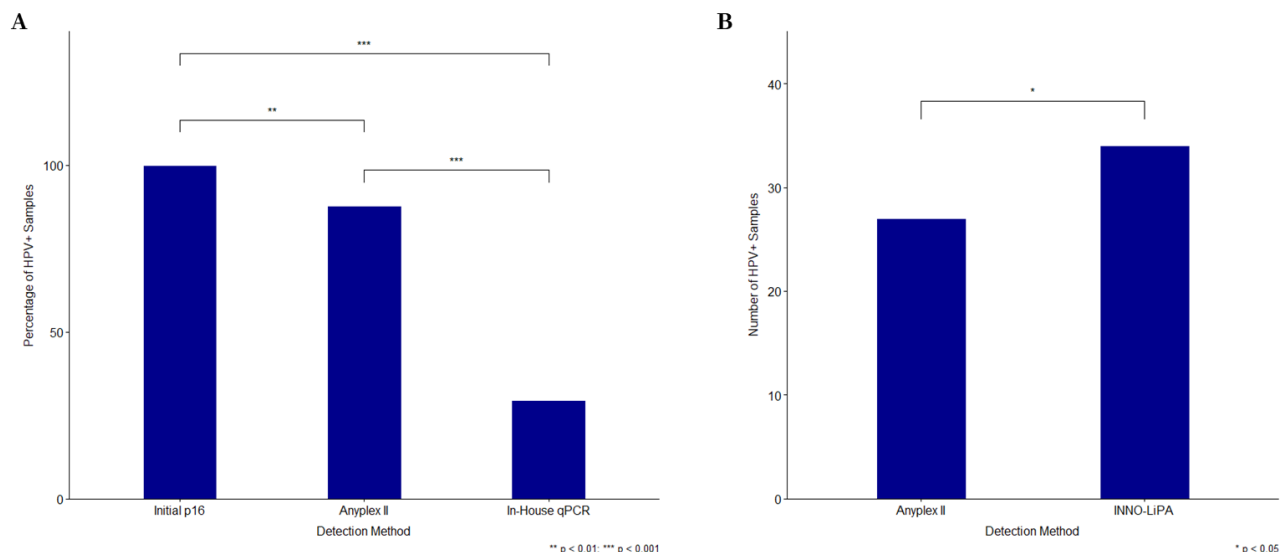 A
Percentage of HPV+ Samples
100
50
0
***
**
***
Initial p16
Anyplex II
In-House qPCR
Detection Method
** p < 0.01; *** p < 0.001
B
Number of HPV+ Samples
40
30
20
10
0
*
Anyplex II
INNO-LiPA
Detection Method
* p < 0.05